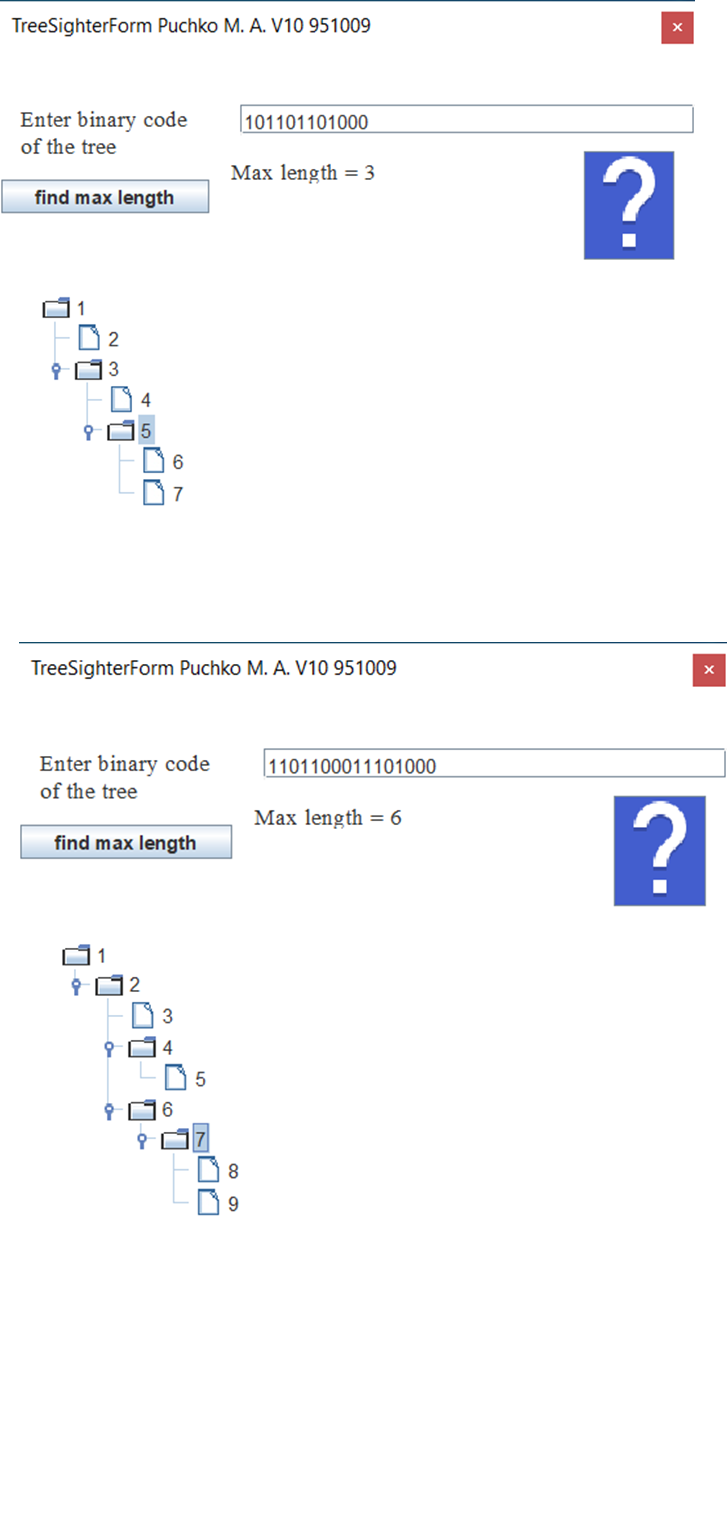 TreeSighterForm Puchko M. A. V10 951009
×
Enter binary code
of the tree
101101101000
find max length
Max length = 3
?
1
2
3
4
5
6
7
TreeSighterForm Puchko M. A. V10 951009
×
Enter binary code
of the tree
1101100011101000
find max length
Max length = 6
?
1
2
3
4
5
6
7
8
9